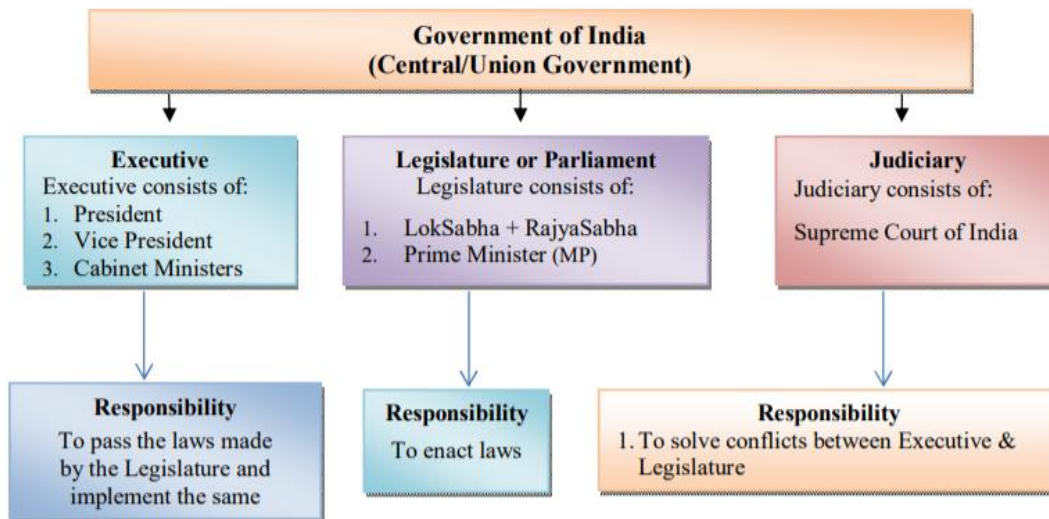 Government of India
(Central/Union Government)
Executive
Executive consists of:
1. President
2. Vice President
3. Cabinet Ministers
Legislature or Parliament
Legislature consists of:
1. LokSabha + RajyaSabha
2. Prime Minister (MP)
Judiciary
Judiciary consists of:
Supreme Court of India
Responsibility
To pass the laws made
by the Legislature and
implement the same
Responsibility
To enact laws
Responsibility
1. To solve conflicts between Executive &
Legislature